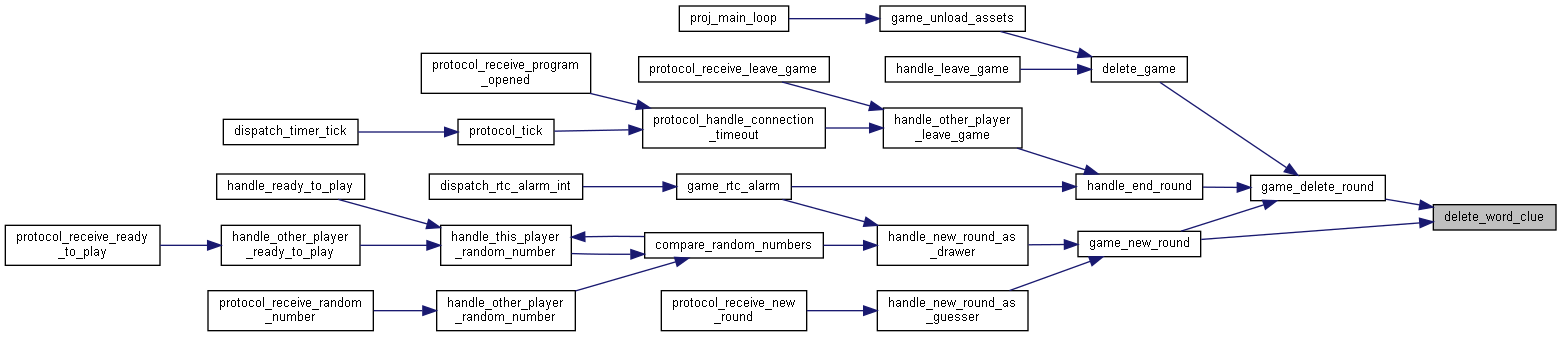 proj_main_loop
game_unload_assets
protocol_receive_program
_opened
protocol_receive_leave_game
handle_leave_game
delete_game
dispatch_timer_tick
protocol_tick
protocol_handle_connection
_timeout
handle_other_player
_leave_game
handle_ready_to_play
dispatch_rtc_alarm_int
game_rtc_alarm
handle_end_round
game_delete_round
delete_word_clue
protocol_receive_ready
_to_play
handle_other_player
_ready_to_play
handle_this_player
_random_number
compare_random_numbers
handle_new_round_as
_drawer
game_new_round
protocol_receive_random
_number
handle_other_player
_random_number
protocol_receive_new
_round
handle_new_round_as
_guesser